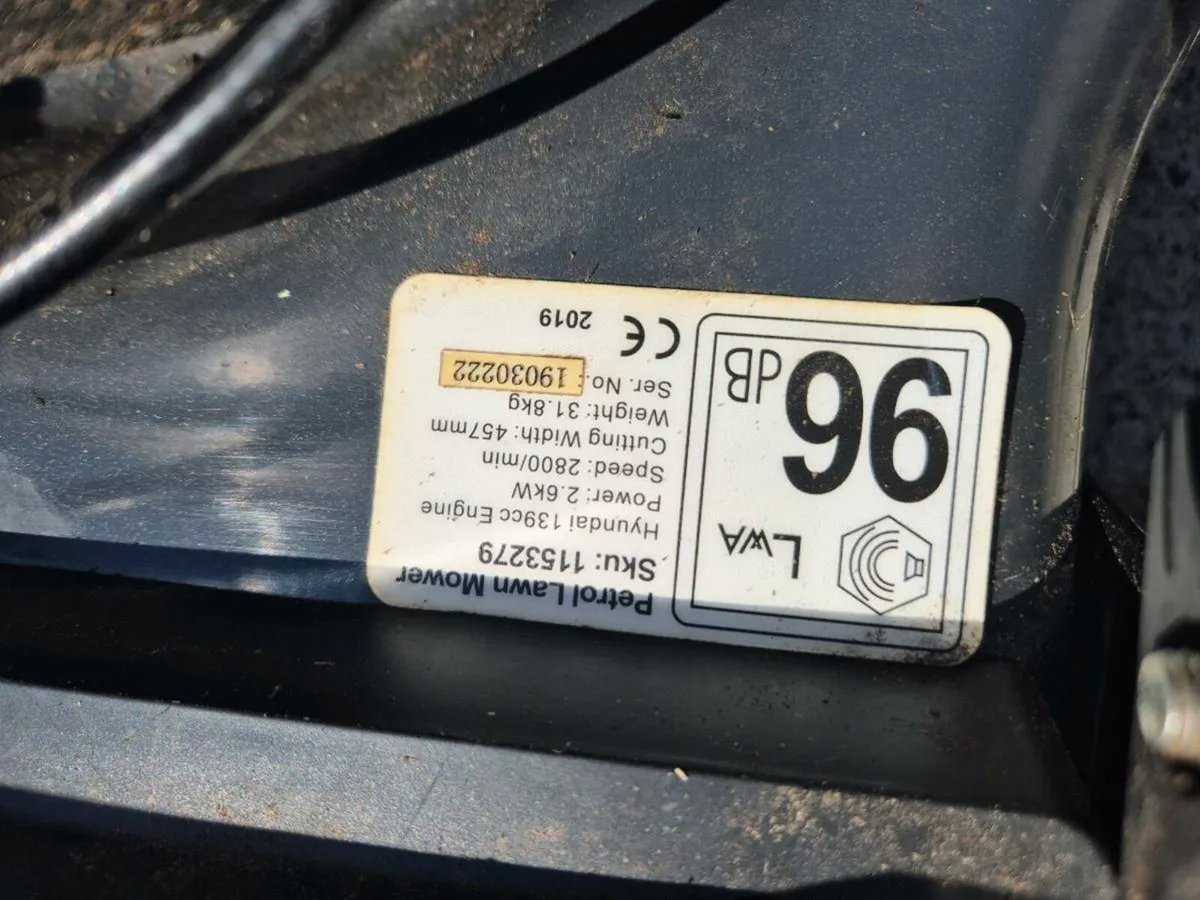 Petrol Lawn Mower
Sku: 1153279
Hyundai 139cc Engine
Power: 2.6kW
Speed: 2800/min
Cutting Width: 457mm
Weight: 31.8kg
Ser. No.: 19030222
CE 2019
LWA
96 dB